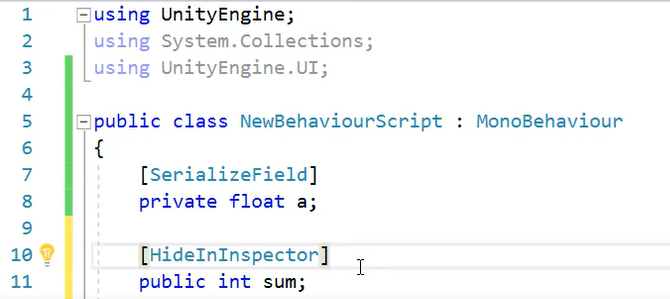 1 using UnityEngine;
2 using System.Collections;
3 using UnityEngine.UI;
4
5 public class NewBehaviourScript : MonoBehaviour
6 {
7 [SerializeField]
8 private float a;
9
10 [HideInInspector]
11 public int sum;